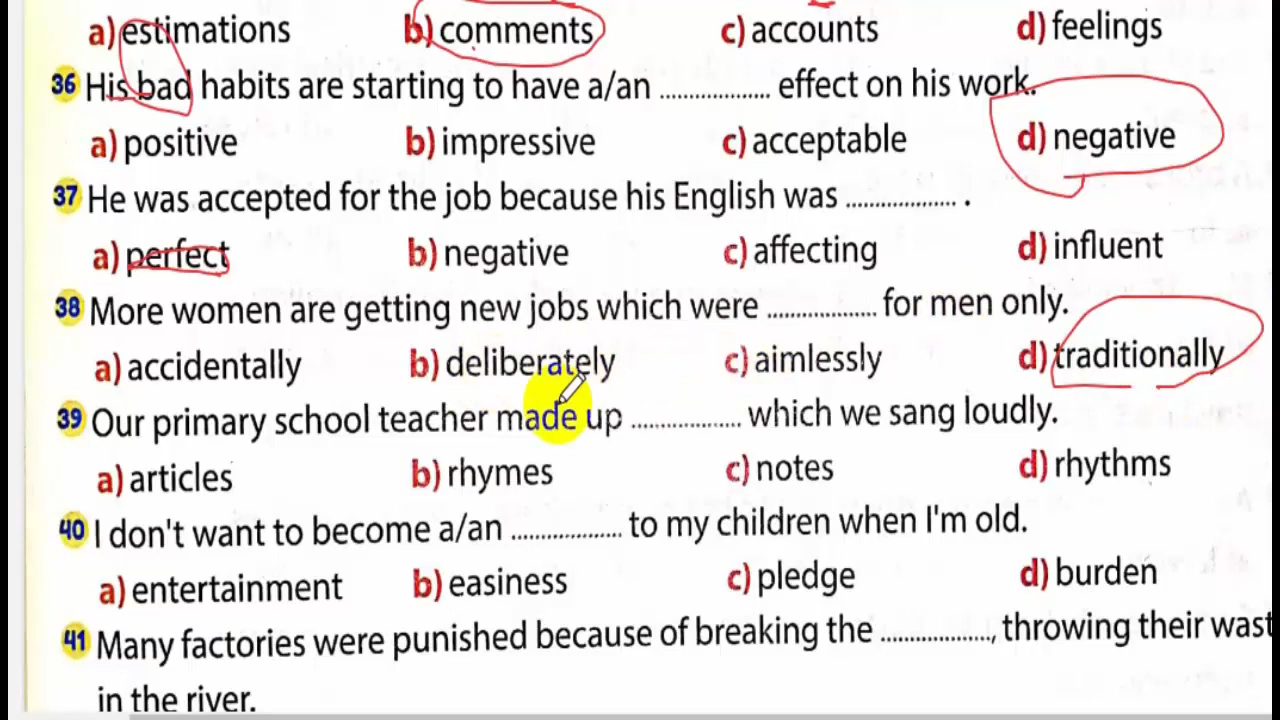 a) estimations b) comments c) accounts d) feelings
36 His bad habits are starting to have a/an .................... effect on his work.
a) positive b) impressive c) acceptable d) negative
37 He was accepted for the job because his English was .................... .
a) perfect b) negative c) affecting d) influent
38 More women are getting new jobs which were .................... for men only.
a) accidentally b) deliberately c) aimlessly d) traditionally
39 Our primary school teacher made up .................... which we sang loudly.
a) articles b) rhymes c) notes d) rhythms
40 I don't want to become a/an .................... to my children when I'm old.
a) entertainment b) easiness c) pledge d) burden
41 Many factories were punished because of breaking the ...................., throwing their wast
in the river.